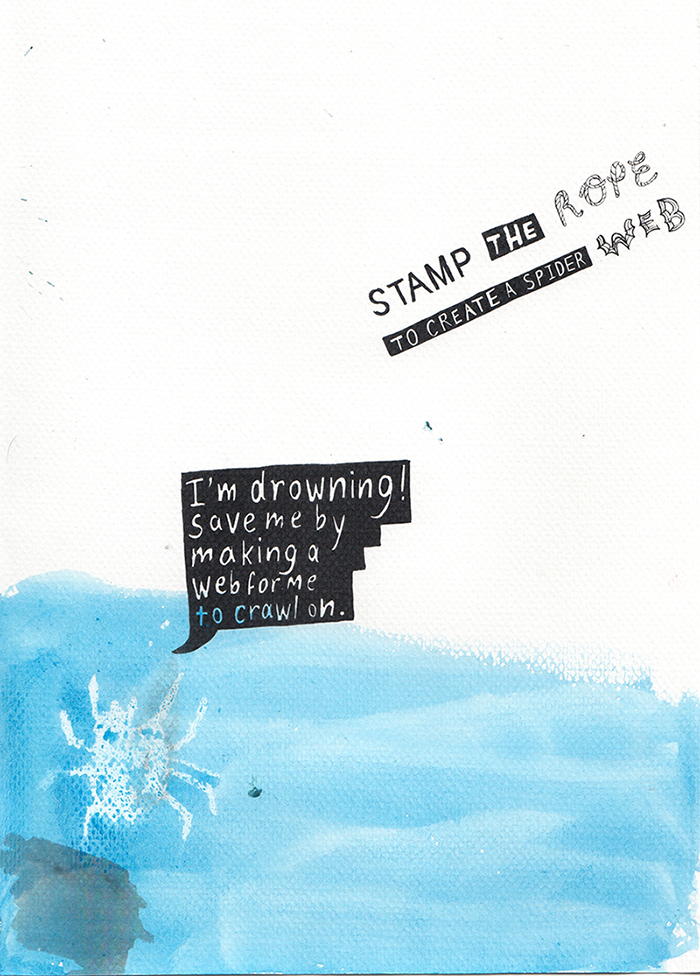 STAMP THE ROPE
TO CREATE A SPIDER WEB
I'm drowning!
Save me by
making a
web for me
to crawl on.